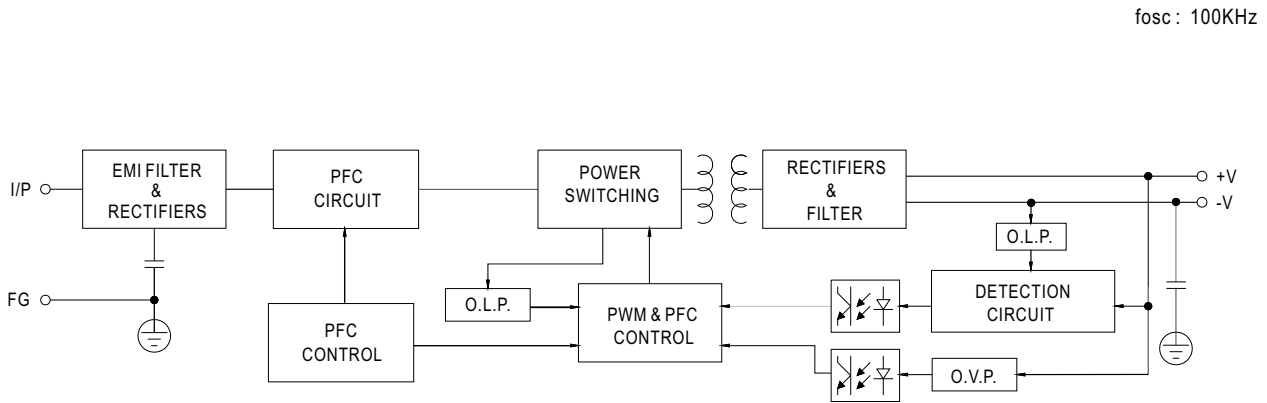 fosc : 100KHz
I/P
EMI FILTER
&
RECTIFIERS
PFC
CIRCUIT
POWER
SWITCHING
RECTIFIERS
&
FILTER
+V
-V
O.L.P.
FG
O.L.P.
PFC
CONTROL
PWM & PFC
CONTROL
DETECTION
CIRCUIT
O.V.P.